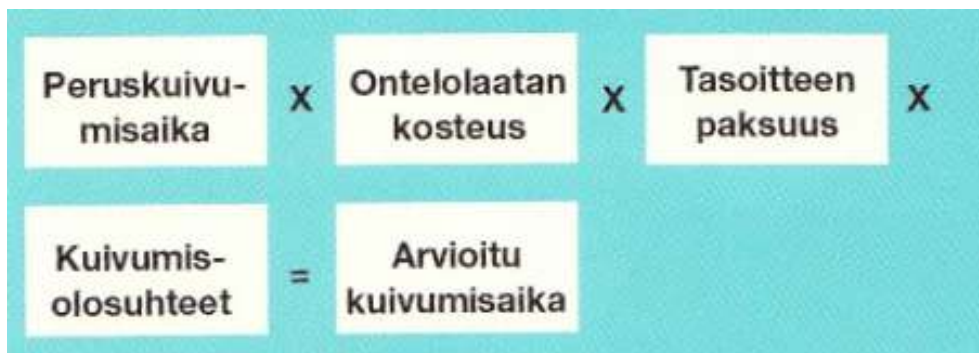 Peruskuivu- X Ontelolaatan X Tasoitteen X
misaika kosteus paksuus
Kuivumis- = Arvioitu
olosuhteet kuivumisaika